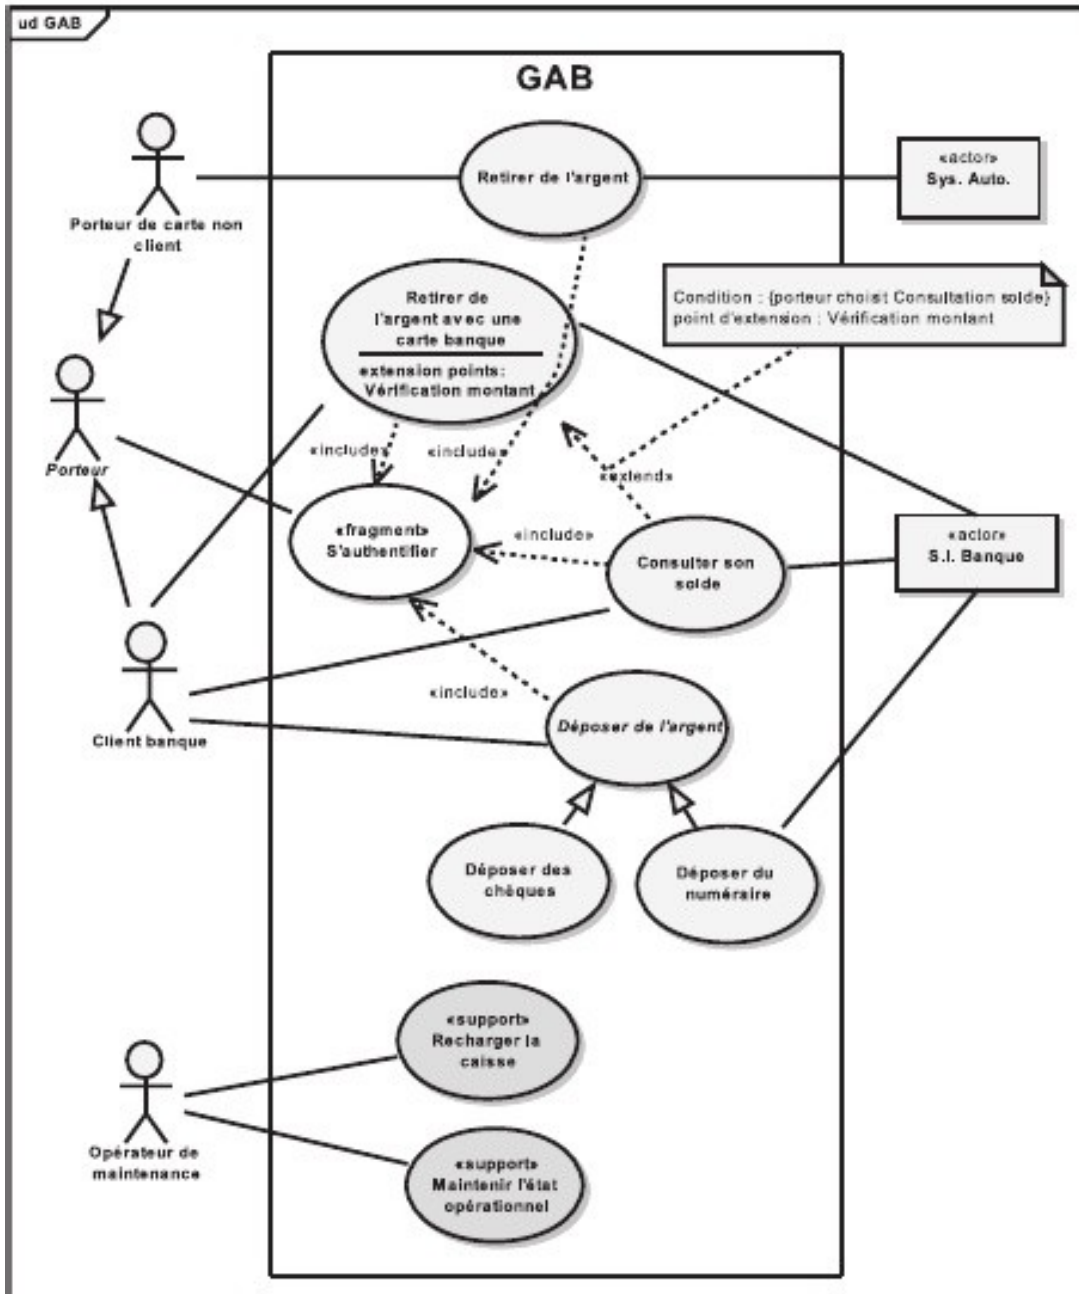 ud GAB
GAB
Retirer de l'argent
«actor»
Sys. Auto.
Porteur de carte non
client
Retirer de
l'argent avec une
carte banque
extension points:
Vérification montant
Condition : {porteur choisit Consultation solde}
point d'extension : Vérification montant
Porteur
«include»
«include»
«extend»
«fragment»
S'authentifier
«include»
Consulter son
solde
«actor»
S.I. Banque
«include»
Client banque
Déposer de l'argent
Déposer des
chèques
Déposer du
numéraire
«support»
Recharger la
caisse
Opérateur de
maintenance
«support»
Maintenir l'état
opérationnel